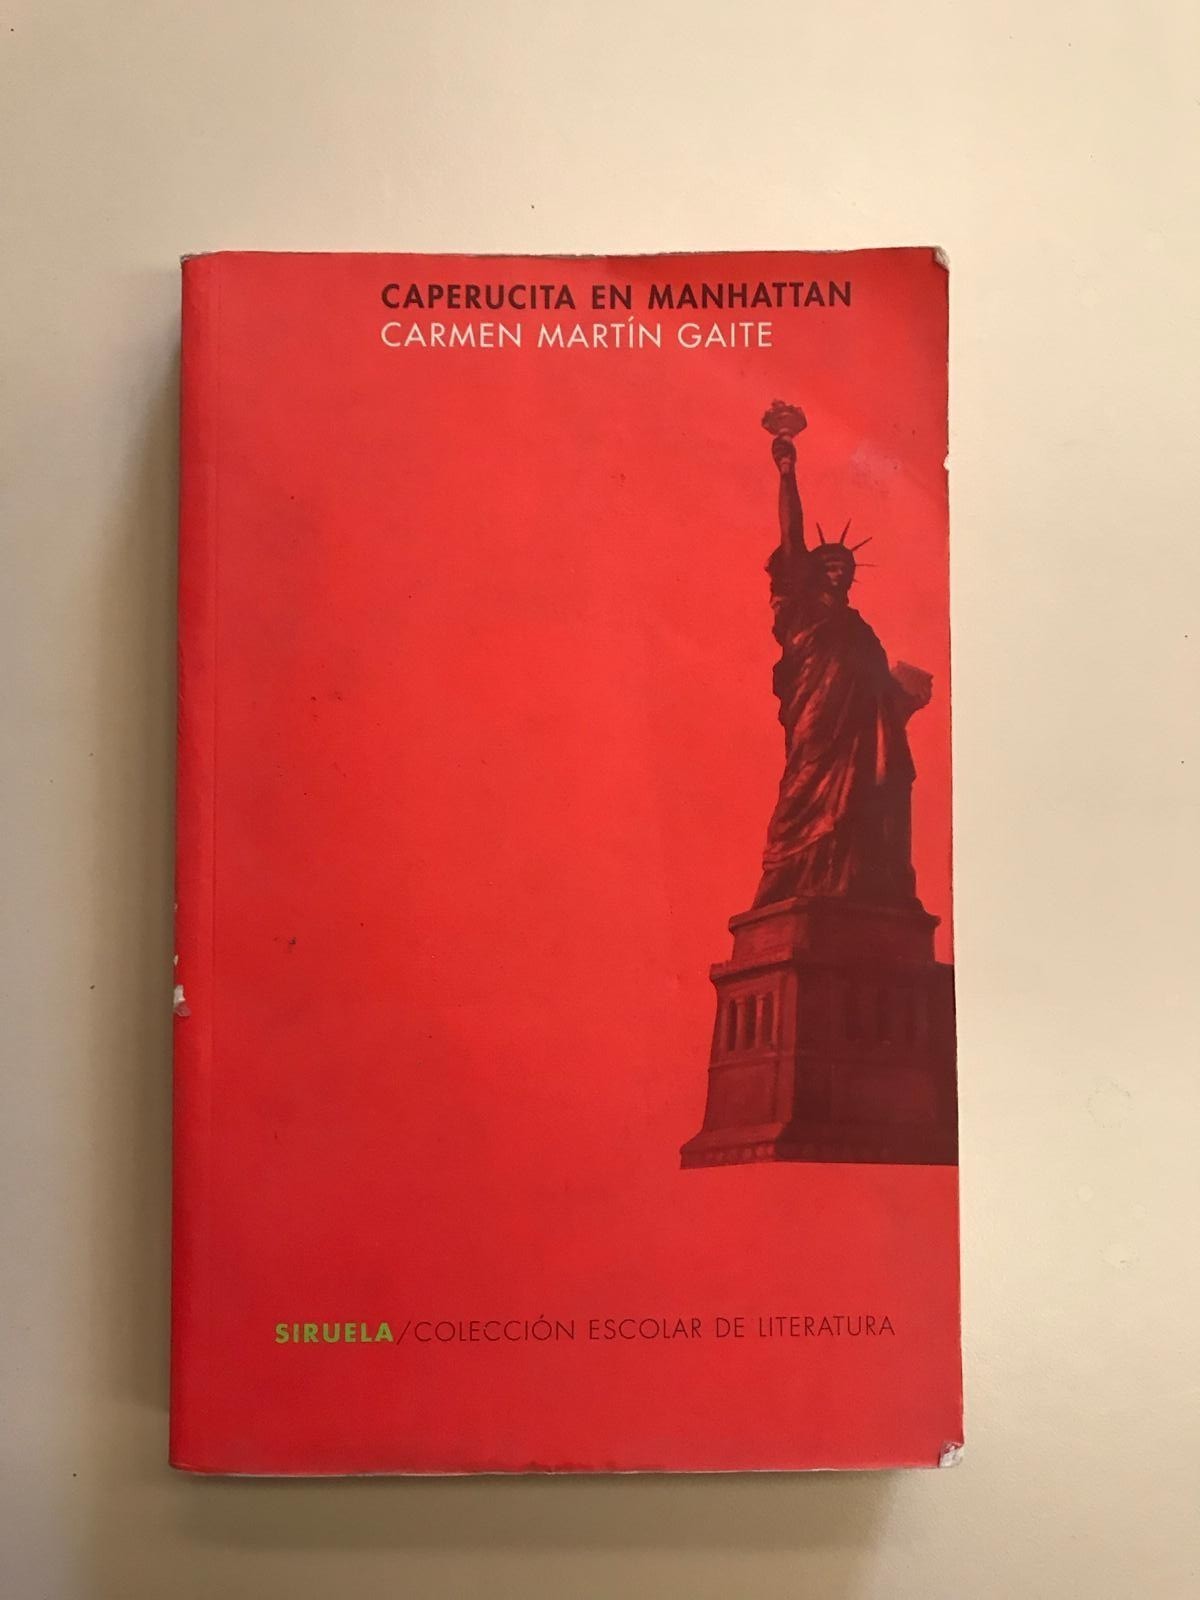 CAPERUCITA EN MANHATTAN
CARMEN MARTÍN GAITE
SIRUELA/COLECCIÓN ESCOLAR DE LITERATURA